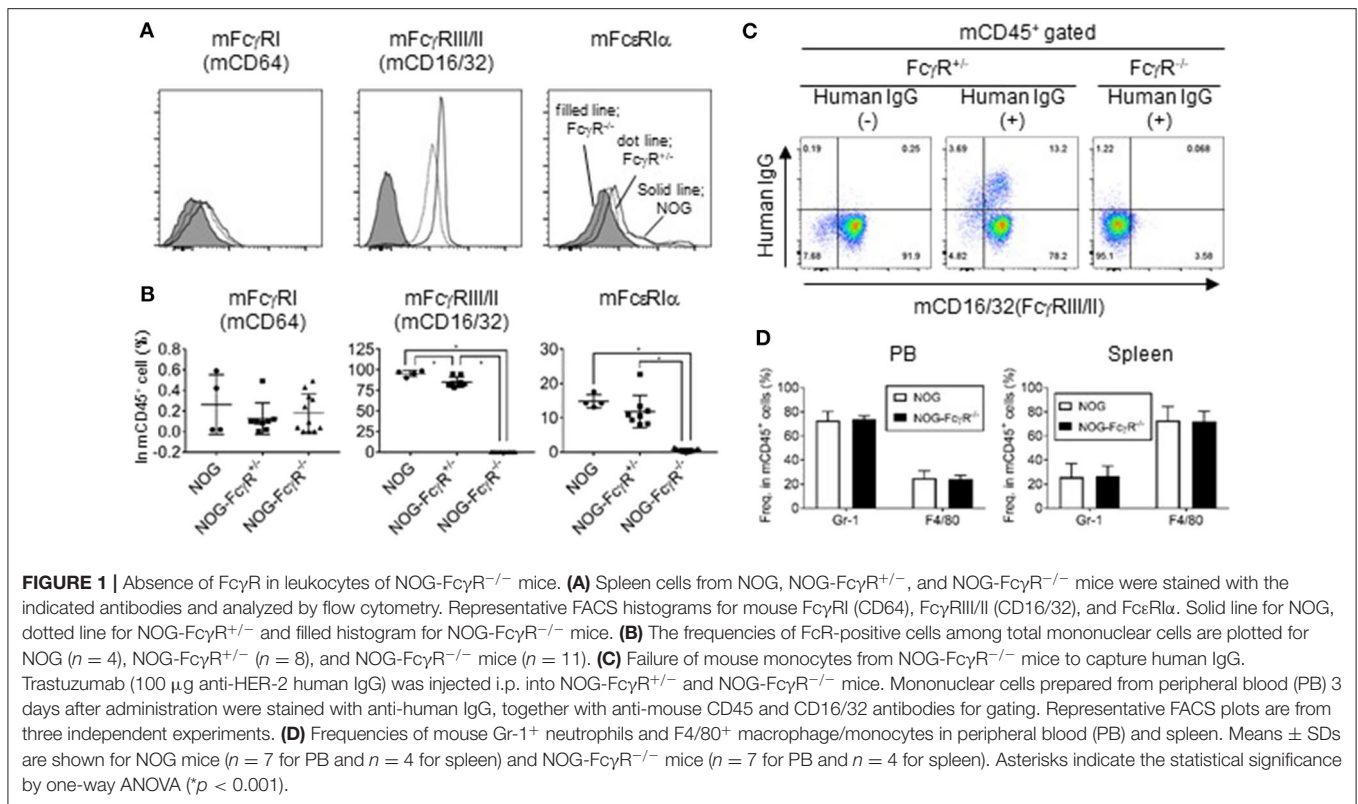 A
mFcγRI
(mCD64)
mFcγRIII/II
(mCD16/32)
mFcεRIα
filled line;
FcγR-/-
dot line;
FcγR+/-
Solid line;
NOG
B
mFcγRI
(mCD64)
mFcγRIII/II
(mCD16/32)
mFcεRIα
In mCD45+ cell (%)
0.8
0.6
0.4
0.2
0.0
-0.2
NOG
NOG-FcγR+/-
NOG-FcγR-/-
125
100
75
50
25
0
* * *
NOG
NOG-FcγR+/-
NOG-FcγR-/-
30
20
10
0
* *
NOG
NOG-FcγR+/-
NOG-FcγR-/-
C
mCD45+ gated
FcγR+/-
FcγR-/-
Human IgG
(-)
Human IgG
(+)
Human IgG
(+)
Human IgG
0.19 0.25
7.68 91.9
3.69 13.2
4.82 78.2
1.22 0.068
95.1 3.58
mCD16/32(FcγRIII/II)
D
PB
Freq. in mCD45+ cells (%)
100
80
60
40
20
0
NOG
NOG-FcγR-/-
Gr-1 F4/80
Spleen
Freq. in mCD45+ cells (%)
100
80
60
40
20
0
NOG
NOG-FcγR-/-
Gr-1 F4/80
FIGURE 1 | Absence of FcγR in leukocytes of NOG-FcγR−/− mice. (A) Spleen cells from NOG, NOG-FcγR+/−, and NOG-FcγR−/− mice were stained with the
indicated antibodies and analyzed by flow cytometry. Representative FACS histograms for mouse FcγRI (CD64), FcγRIII/II (CD16/32), and FcεRIα. Solid line for NOG,
dotted line for NOG-FcγR+/− and filled histogram for NOG-FcγR−/− mice. (B) The frequencies of FcR-positive cells among total mononuclear cells are plotted for
NOG (n = 4), NOG-FcγR+/− (n = 8), and NOG-FcγR−/− mice (n = 11). (C) Failure of mouse monocytes from NOG-FcγR−/− mice to capture human IgG.
Trastuzumab (100 μg anti-HER-2 human IgG) was injected i.p. into NOG-FcγR+/− and NOG-FcγR−/− mice. Mononuclear cells prepared from peripheral blood (PB) 3
days after administration were stained with anti-human IgG, together with anti-mouse CD45 and CD16/32 antibodies for gating. Representative FACS plots are from
three independent experiments. (D) Frequencies of mouse Gr-1+ neutrophils and F4/80+ macrophage/monocytes in peripheral blood (PB) and spleen. Means ± SDs
are shown for NOG mice (n = 7 for PB and n = 4 for spleen) and NOG-FcγR−/− mice (n = 7 for PB and n = 4 for spleen). Asterisks indicate the statistical significance
by one-way ANOVA (*p < 0.001).